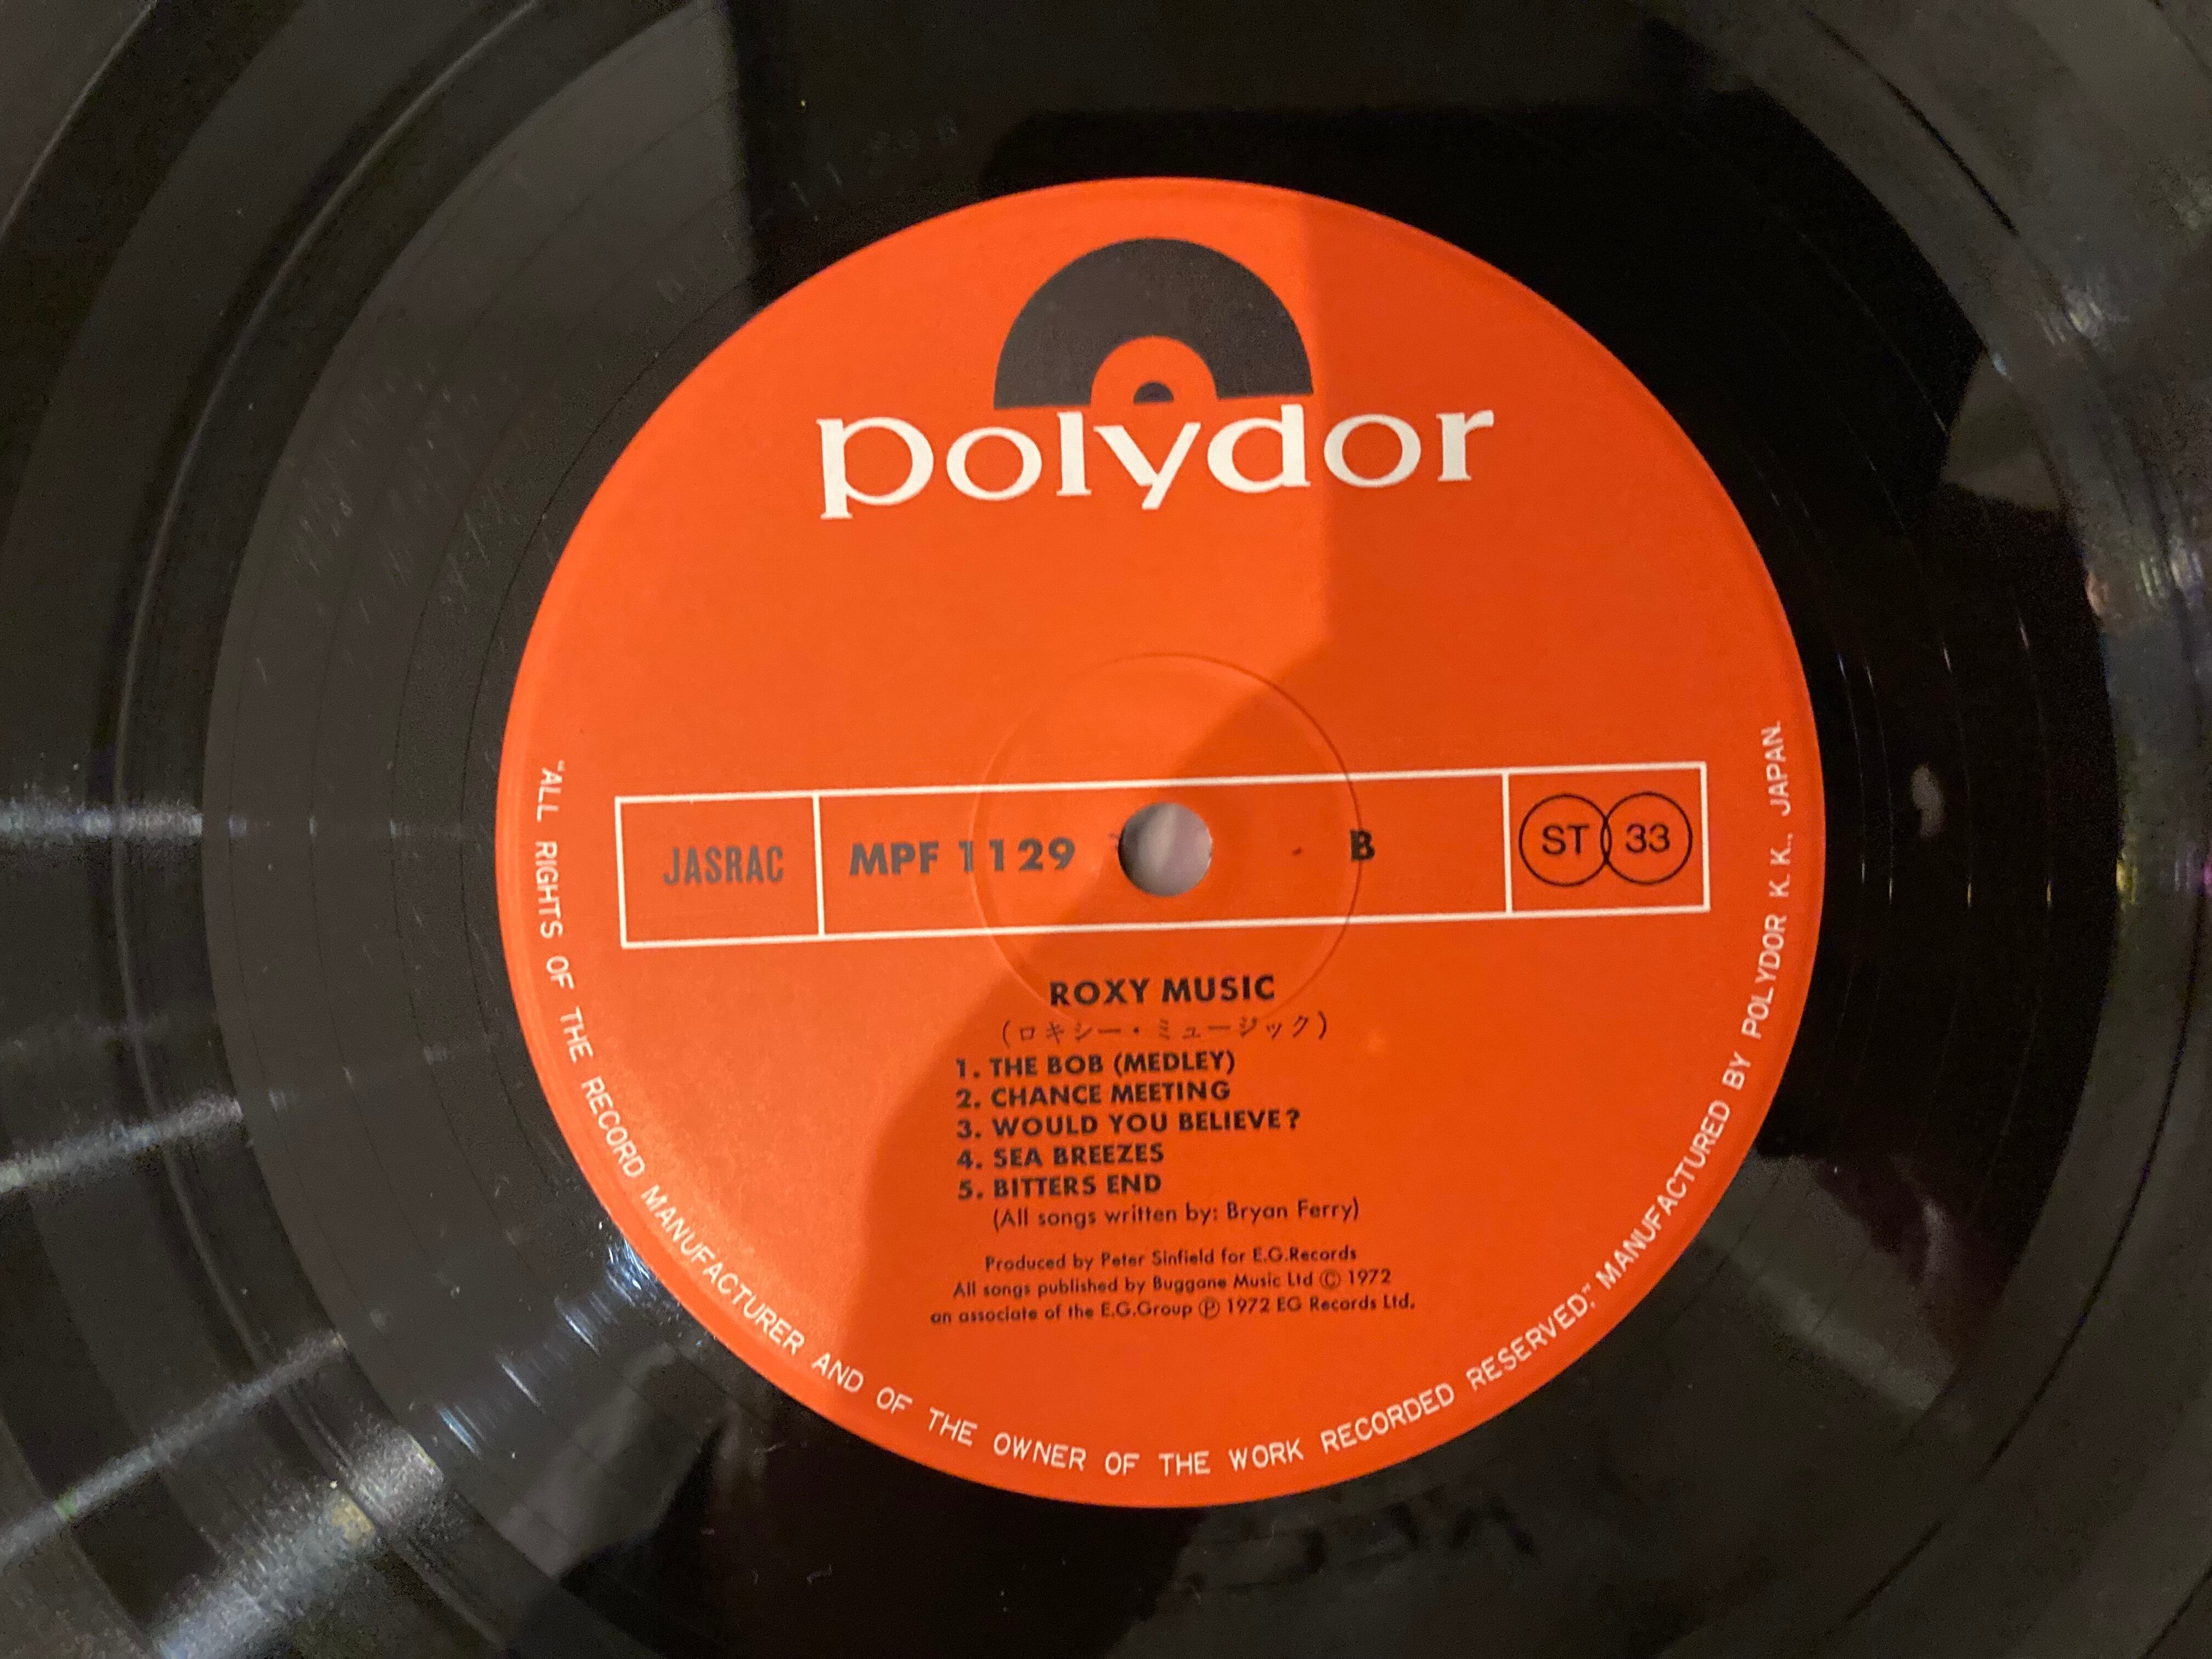 polydor
JASRAC MPF 1129 B ST 33
ROXY MUSIC
(ロキシー・ミュージック)
1. THE BOB (MEDLEY)
2. CHANCE MEETING
3. WOULD YOU BELIEVE?
4. SEA BREEZES
5. BITTERS END
(All songs written by: Bryan Ferry)
Produced by Peter Sinfield for E.G.Records
All songs published by Buggane Music Ltd Ⓒ 1972
an associate of the E.G.Group Ⓟ 1972 EG Records Ltd.
"ALL RIGHTS OF THE RECORD MANUFACTURER AND OF THE OWNER OF THE WORK RECORDED RESERVED." MANUFACTURED BY POLYDOR K. K., JAPAN.